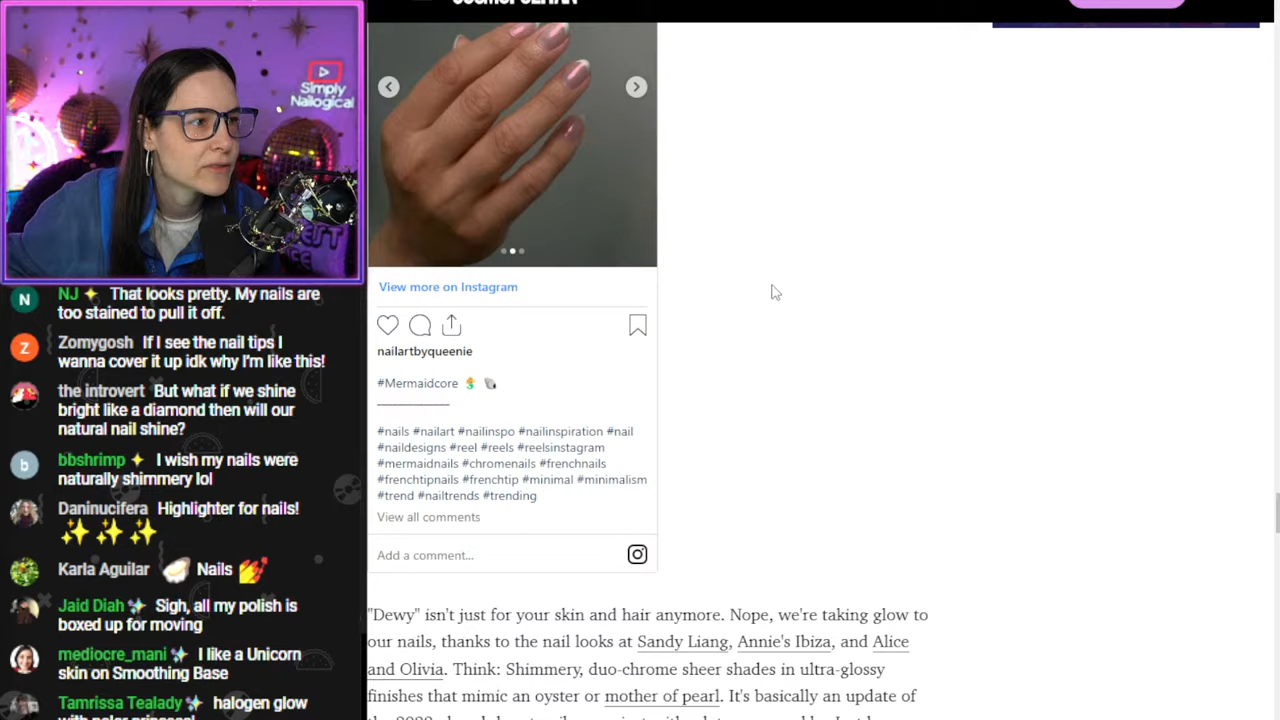 Simply
Nailogical
NJ That looks pretty. My nails are
too stained to pull it off.
Zomygosh If I see the nail tips I
wanna cover it up idk why I'm like this!
the introvert But what if we shine
bright like a diamond then will our
natural nail shine?
bbshrimp I wish my nails were
naturally shimmery lol
Daninucifera Highlighter for nails!
✨✨✨
Karla Aguilar 🦪 Nails 💅
Jaid Diah Sigh, all my polish is
boxed up for moving
mediocre_mani I like a Unicorn
skin on Smoothing Base
Tamrissa Tealady halogen glow
View more on Instagram
nailartbyqueenie
#Mermaidcore 🧜 🐚
#nails #nailart #nailinspo #nailinspiration #nail
#naildesigns #reel #reels #reelsinstagram
#mermaidnails #chromenails #frenchnails
#frenchtipnails #frenchtip #minimal #minimalism
#trend #nailtrends #trending
View all comments
Add a comment...
"Dewy" isn't just for your skin and hair anymore. Nope, we're taking glow to
our nails, thanks to the nail looks at Sandy Liang, Annie's Ibiza, and Alice
and Olivia. Think: Shimmery, duo-chrome sheer shades in ultra-glossy
finishes that mimic an oyster or mother of pearl. It's basically an update of